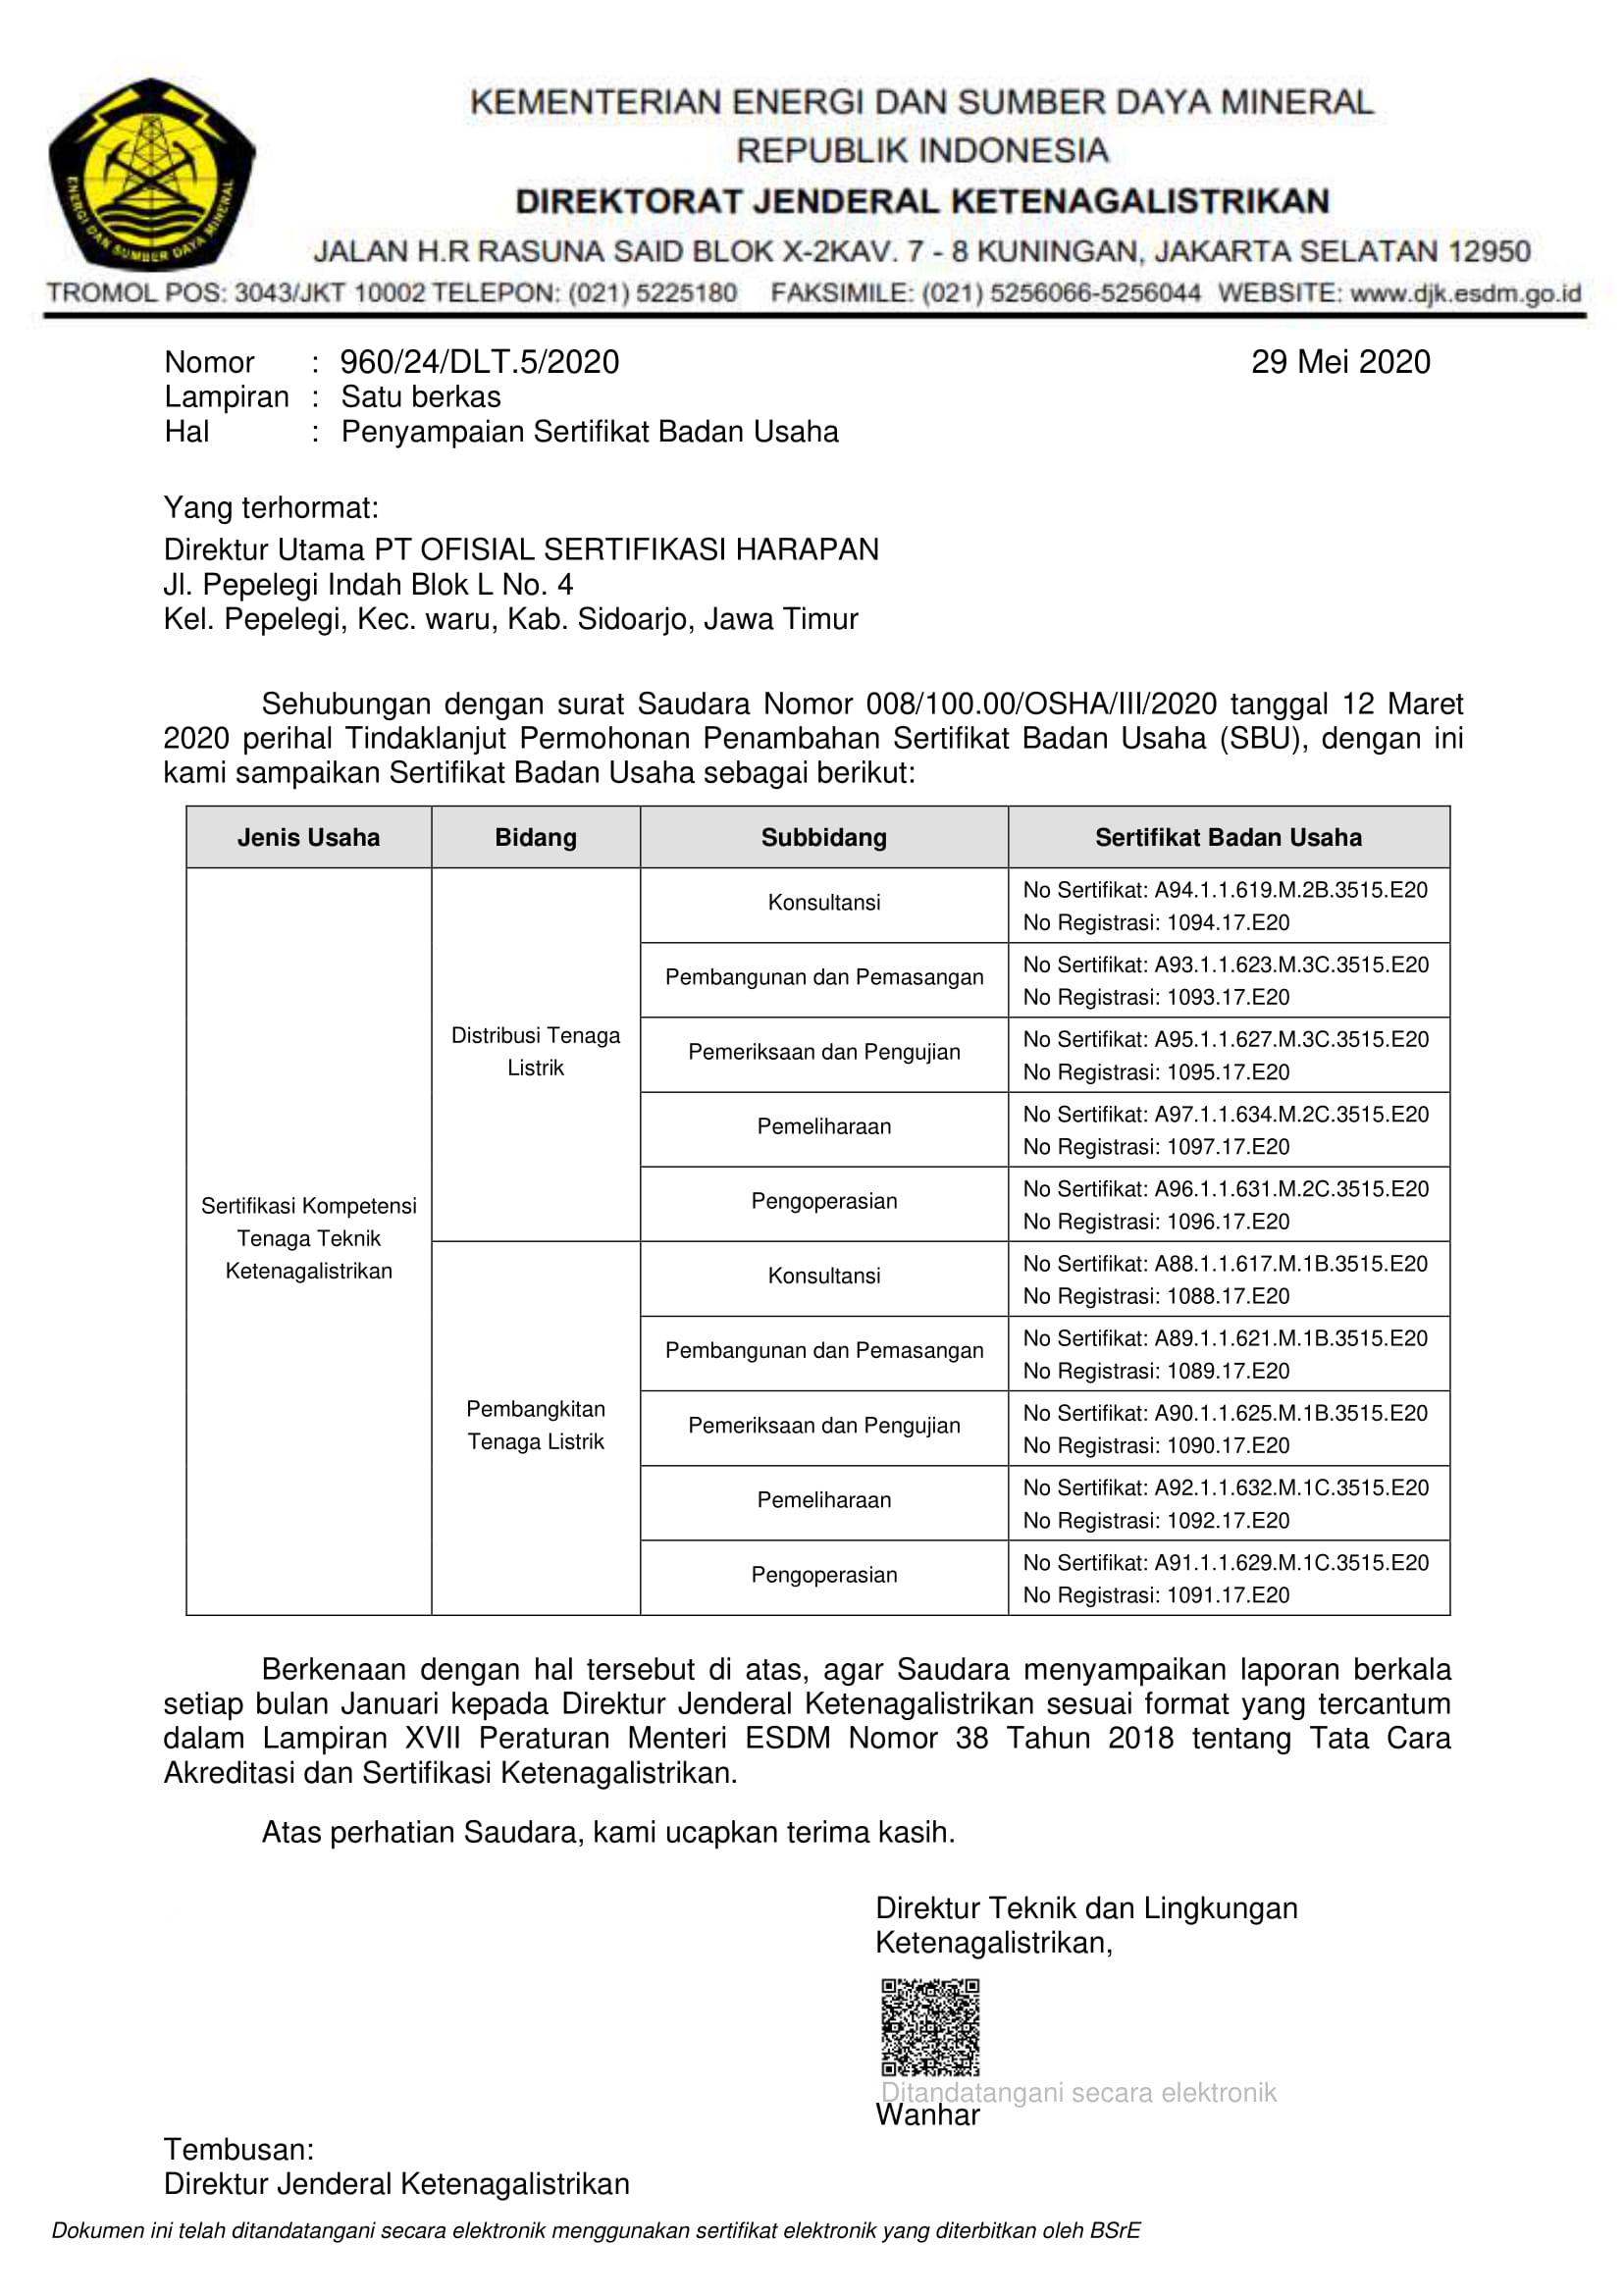 KEMENTERIAN ENERGI DAN SUMBER DAYA MINERAL
REPUBLIK INDONESIA
DIREKTORAT JENDERAL KETENAGALISTRIKAN
JALAN H.R RASUNA SAID BLOK X-2KAV. 7 - 8 KUNINGAN, JAKARTA SELATAN 12950
TROMOL POS: 3043/JKT 10002 TELEPON: (021) 5225180 FAKSIMILE: (021) 5256066-5256044 WEBSITE: www.djk.esdm.go.id
ENERGI DAN SUMBER DAYA MINERAL
Nomor : 960/24/DLT.5/2020 29 Mei 2020
Lampiran : Satu berkas
Hal : Penyampaian Sertifikat Badan Usaha
Yang terhormat:
Direktur Utama PT OFISIAL SERTIFIKASI HARAPAN
Jl. Pepelegi Indah Blok L No. 4
Kel. Pepelegi, Kec. waru, Kab. Sidoarjo, Jawa Timur
Sehubungan dengan surat Saudara Nomor 008/100.00/OSHA/III/2020 tanggal 12 Maret
2020 perihal Tindaklanjut Permohonan Penambahan Sertifikat Badan Usaha (SBU), dengan ini
kami sampaikan Sertifikat Badan Usaha sebagai berikut:
Jenis Usaha Bidang Subbidang Sertifikat Badan Usaha
Sertifikasi Kompetensi
Tenaga Teknik
Ketenagalistrikan
Distribusi Tenaga
Listrik
Konsultansi
No Sertifikat: A94.1.1.619.M.2B.3515.E20
No Registrasi: 1094.17.E20
Pembangunan dan Pemasangan
No Sertifikat: A93.1.1.623.M.3C.3515.E20
No Registrasi: 1093.17.E20
Pemeriksaan dan Pengujian
No Sertifikat: A95.1.1.627.M.3C.3515.E20
No Registrasi: 1095.17.E20
Pemeliharaan
No Sertifikat: A97.1.1.634.M.2C.3515.E20
No Registrasi: 1097.17.E20
Pengoperasian
No Sertifikat: A96.1.1.631.M.2C.3515.E20
No Registrasi: 1096.17.E20
Pembangkitan
Tenaga Listrik
Konsultansi
No Sertifikat: A88.1.1.617.M.1B.3515.E20
No Registrasi: 1088.17.E20
Pembangunan dan Pemasangan
No Sertifikat: A89.1.1.621.M.1B.3515.E20
No Registrasi: 1089.17.E20
Pemeriksaan dan Pengujian
No Sertifikat: A90.1.1.625.M.1B.3515.E20
No Registrasi: 1090.17.E20
Pemeliharaan
No Sertifikat: A92.1.1.632.M.1C.3515.E20
No Registrasi: 1092.17.E20
Pengoperasian
No Sertifikat: A91.1.1.629.M.1C.3515.E20
No Registrasi: 1091.17.E20
Berkenaan dengan hal tersebut di atas, agar Saudara menyampaikan laporan berkala
setiap bulan Januari kepada Direktur Jenderal Ketenagalistrikan sesuai format yang tercantum
dalam Lampiran XVII Peraturan Menteri ESDM Nomor 38 Tahun 2018 tentang Tata Cara
Akreditasi dan Sertifikasi Ketenagalistrikan.
Atas perhatian Saudara, kami ucapkan terima kasih.
Direktur Teknik dan Lingkungan
Ketenagalistrikan,
Ditandatangani secara elektronik
Wanhar
Tembusan:
Direktur Jenderal Ketenagalistrikan
Dokumen ini telah ditandatangani secara elektronik menggunakan sertifikat elektronik yang diterbitkan oleh BSrE